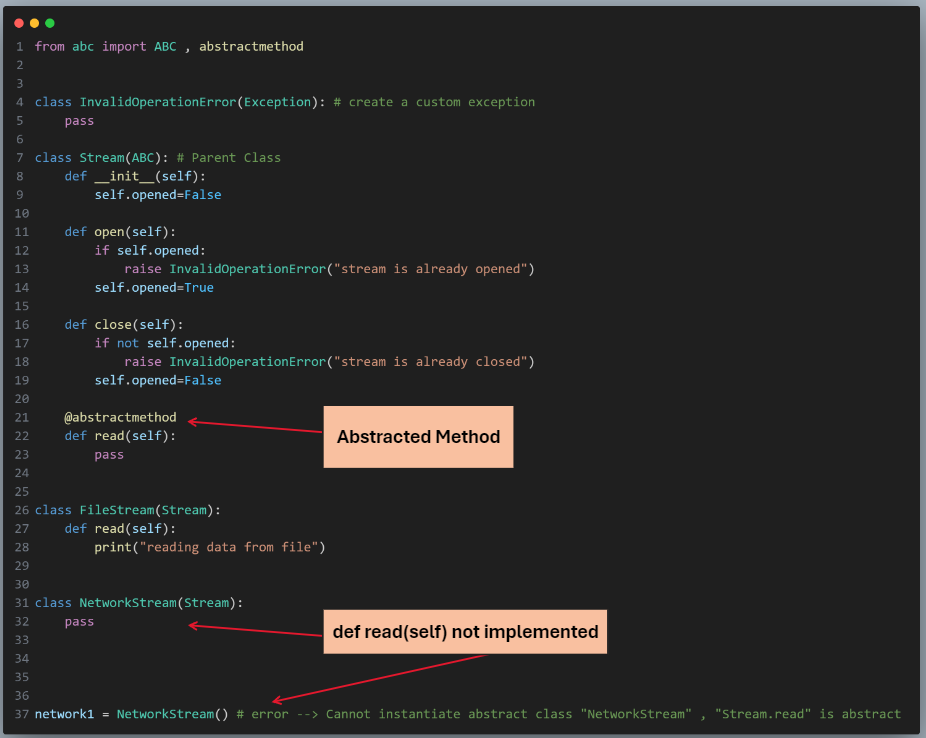 1 from abc import ABC , abstractmethod
2
3
4 class InvalidOperationError(Exception): # create a custom exception
5     pass
6
7 class Stream(ABC): # Parent Class
8     def __init__(self):
9         self.opened=False
10
11     def open(self):
12         if self.opened:
13             raise InvalidOperationError("stream is already opened")
14         self.opened=True
15
16     def close(self):
17         if not self.opened:
18             raise InvalidOperationError("stream is already closed")
19         self.opened=False
20
21     @abstractmethod
Abstracted Method
22     def read(self):
23         pass
24
25
26 class FileStream(Stream):
27     def read(self):
28         print("reading data from file")
29
30
31 class NetworkStream(Stream):
32     pass
def read(self) not implemented
33
34
35
36
37 network1 = NetworkStream() # error --> Cannot instantiate abstract class "NetworkStream" , "Stream.read" is abstract